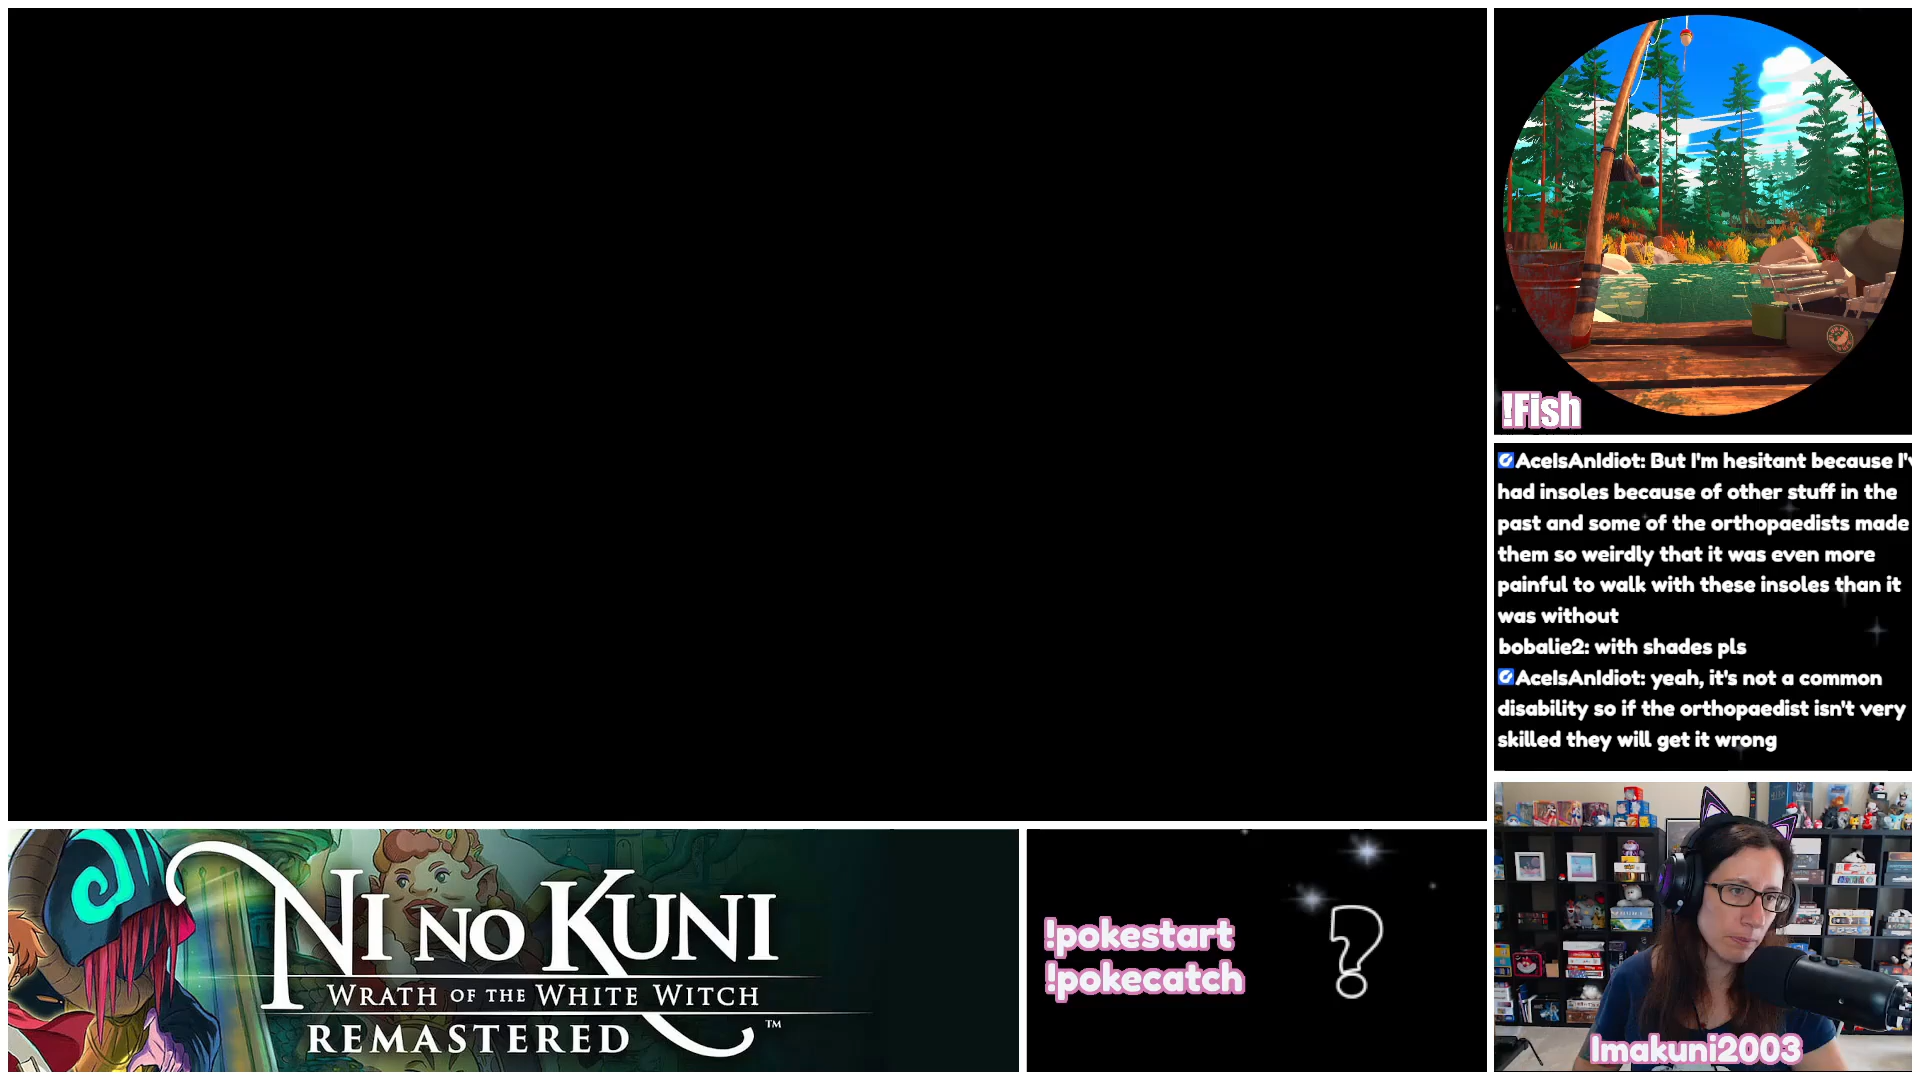 !Fish
AceIsAnIdiot: But I'm hesitant because I'v
had insoles because of other stuff in the
past and some of the orthopaedists made
them so weirdly that it was even more
painful to walk with these insoles than it
was without
bobalie2: with shades pls
AceIsAnIdiot: yeah, it's not a common
disability so if the orthopaedist isn't very
skilled they will get it wrong
NI NO KUNI
WRATH OF THE WHITE WITCH
REMASTERED™
!pokestart
!pokecatch
?
Imakuni2003